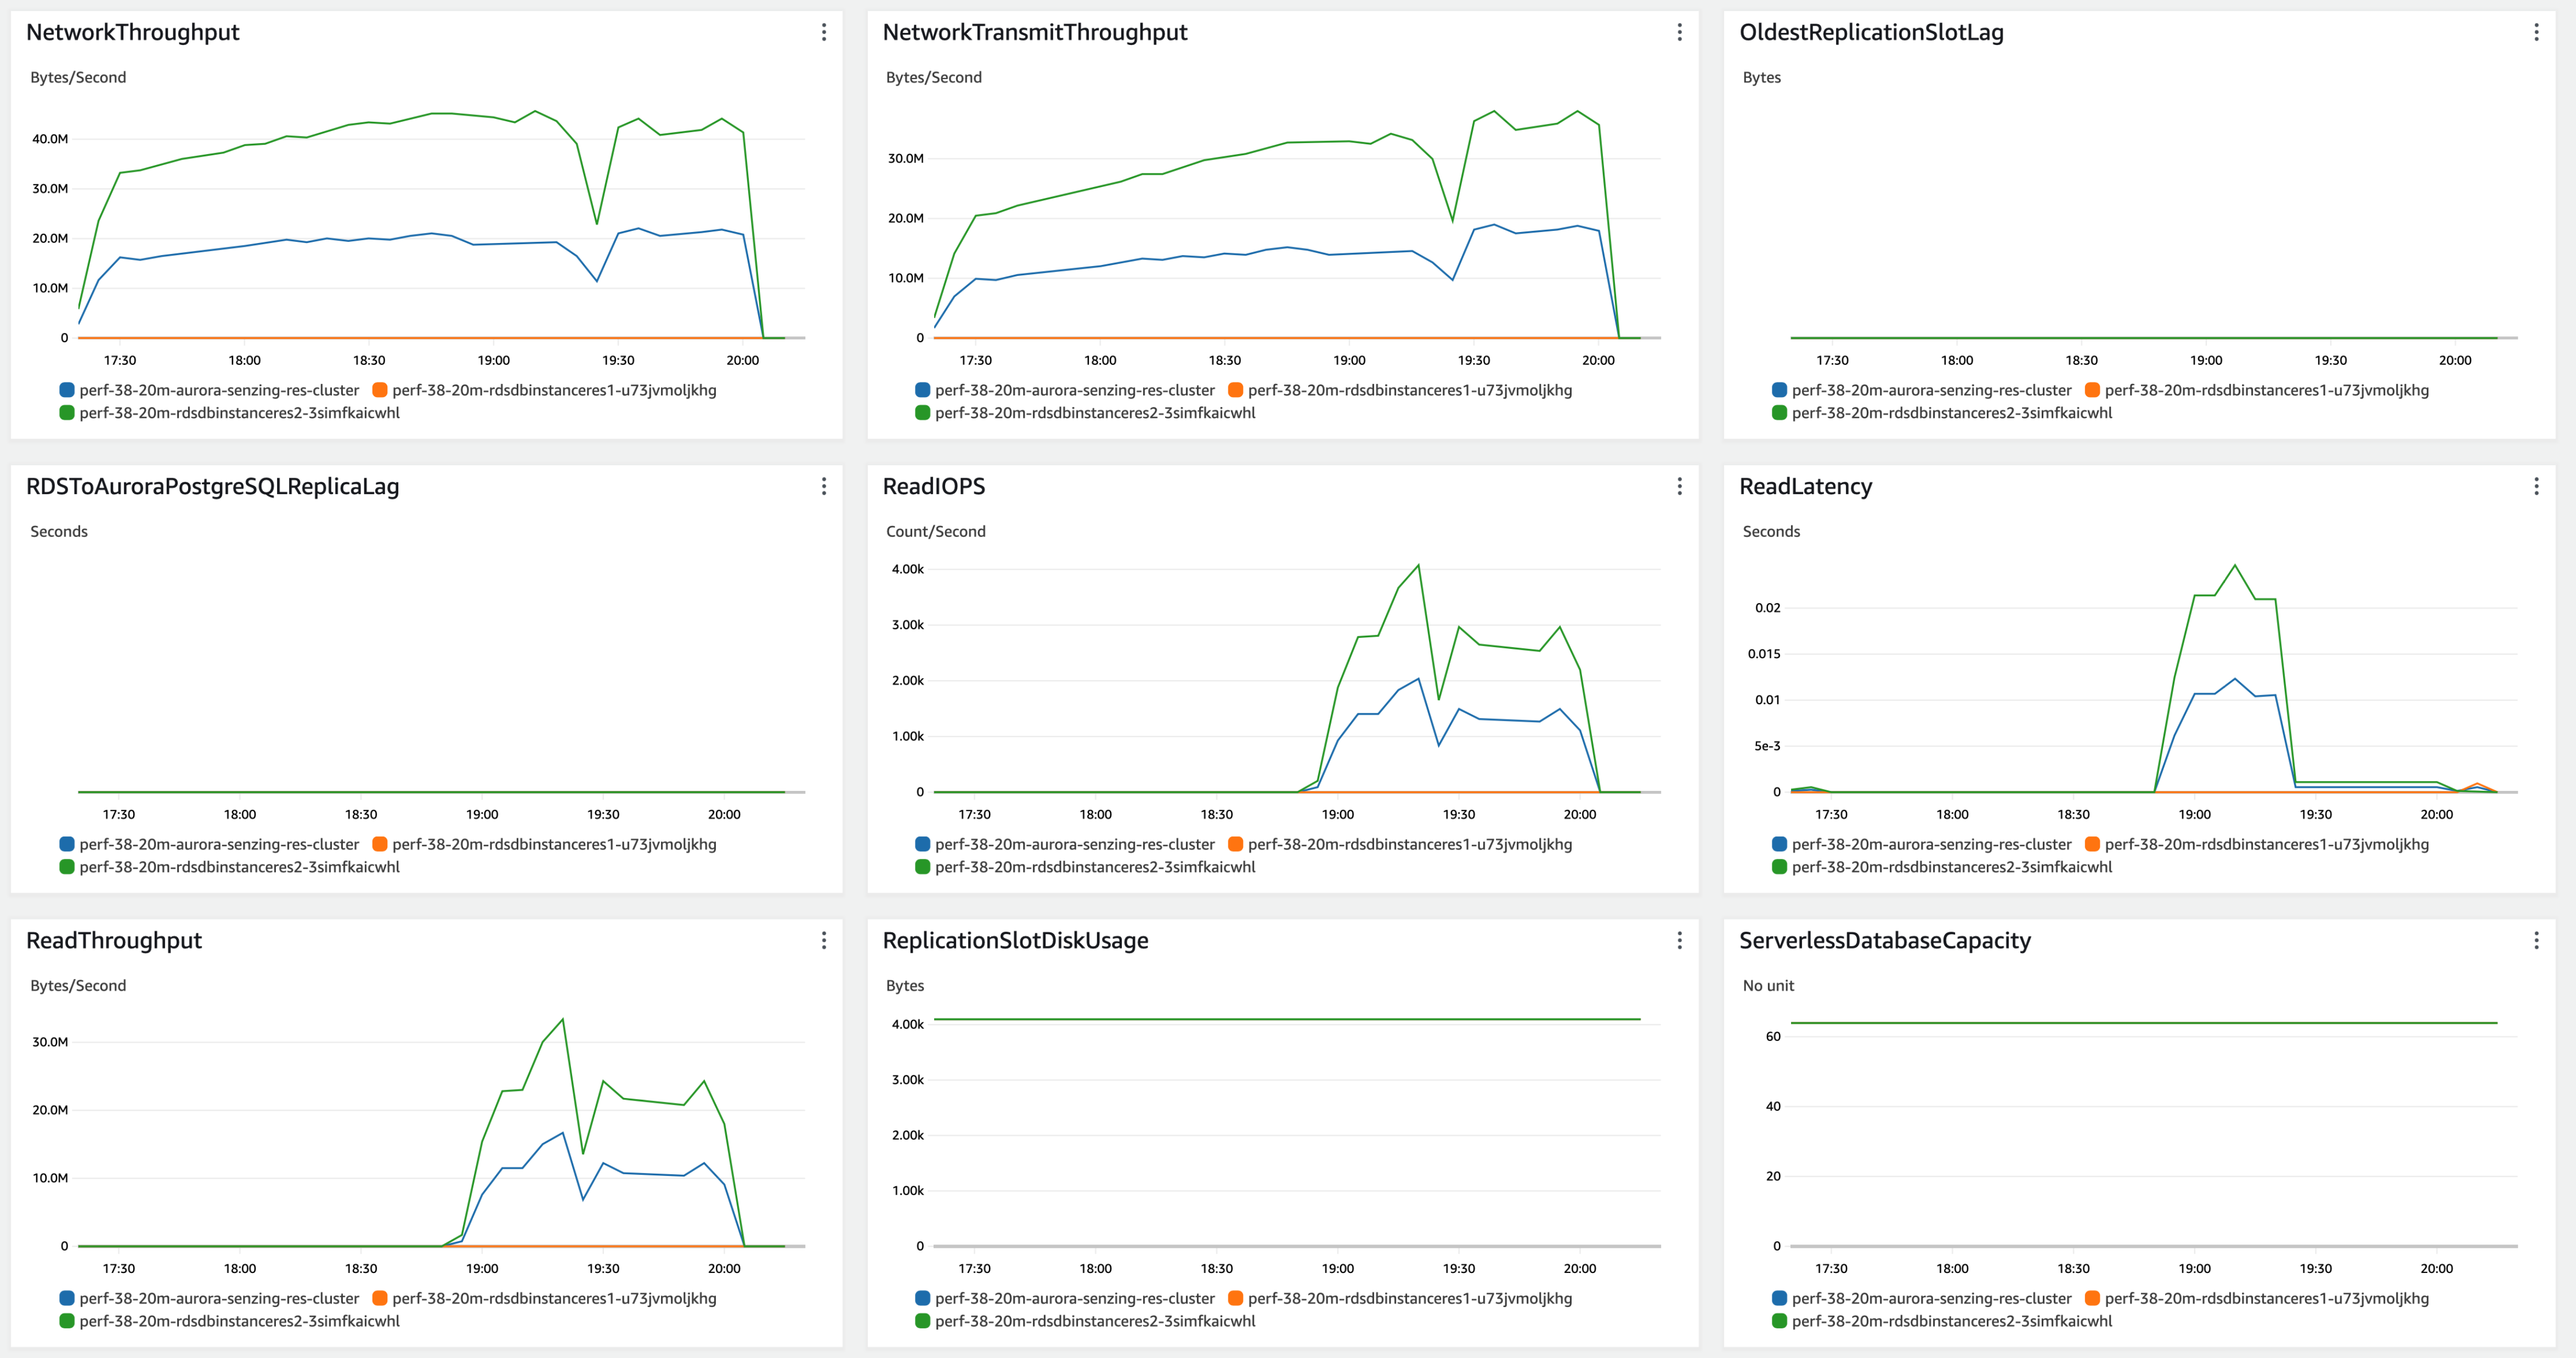 NetworkThroughput
Bytes/Second
40.0M
30.0M
20.0M
10.0M
0
17:30 18:00 18:30 19:00 19:30 20:00
perf-38-20m-aurora-senzing-res-cluster perf-38-20m-rdsdbinstanceres1-u73jvmoljkhg
perf-38-20m-rdsdbinstanceres2-3simfkaicwhl
NetworkTransmitThroughput
Bytes/Second
30.0M
20.0M
10.0M
0
17:30 18:00 18:30 19:00 19:30 20:00
perf-38-20m-aurora-senzing-res-cluster perf-38-20m-rdsdbinstanceres1-u73jvmoljkhg
perf-38-20m-rdsdbinstanceres2-3simfkaicwhl
OldestReplicationSlotLag
Bytes
17:30 18:00 18:30 19:00 19:30 20:00
perf-38-20m-aurora-senzing-res-cluster perf-38-20m-rdsdbinstanceres1-u73jvmoljkhg
perf-38-20m-rdsdbinstanceres2-3simfkaicwhl
RDSToAuroraPostgreSQLReplicaLag
Seconds
17:30 18:00 18:30 19:00 19:30 20:00
perf-38-20m-aurora-senzing-res-cluster perf-38-20m-rdsdbinstanceres1-u73jvmoljkhg
perf-38-20m-rdsdbinstanceres2-3simfkaicwhl
ReadIOPS
Count/Second
4.00k
3.00k
2.00k
1.00k
0
17:30 18:00 18:30 19:00 19:30 20:00
perf-38-20m-aurora-senzing-res-cluster perf-38-20m-rdsdbinstanceres1-u73jvmoljkhg
perf-38-20m-rdsdbinstanceres2-3simfkaicwhl
ReadLatency
Seconds
0.02
0.015
0.01
5e-3
0
17:30 18:00 18:30 19:00 19:30 20:00
perf-38-20m-aurora-senzing-res-cluster perf-38-20m-rdsdbinstanceres1-u73jvmoljkhg
perf-38-20m-rdsdbinstanceres2-3simfkaicwhl
ReadThroughput
Bytes/Second
30.0M
20.0M
10.0M
0
17:30 18:00 18:30 19:00 19:30 20:00
perf-38-20m-aurora-senzing-res-cluster perf-38-20m-rdsdbinstanceres1-u73jvmoljkhg
perf-38-20m-rdsdbinstanceres2-3simfkaicwhl
ReplicationSlotDiskUsage
Bytes
4.00k
3.00k
2.00k
1.00k
0
17:30 18:00 18:30 19:00 19:30 20:00
perf-38-20m-aurora-senzing-res-cluster perf-38-20m-rdsdbinstanceres1-u73jvmoljkhg
perf-38-20m-rdsdbinstanceres2-3simfkaicwhl
ServerlessDatabaseCapacity
No unit
60
40
20
0
17:30 18:00 18:30 19:00 19:30 20:00
perf-38-20m-aurora-senzing-res-cluster perf-38-20m-rdsdbinstanceres1-u73jvmoljkhg
perf-38-20m-rdsdbinstanceres2-3simfkaicwhl